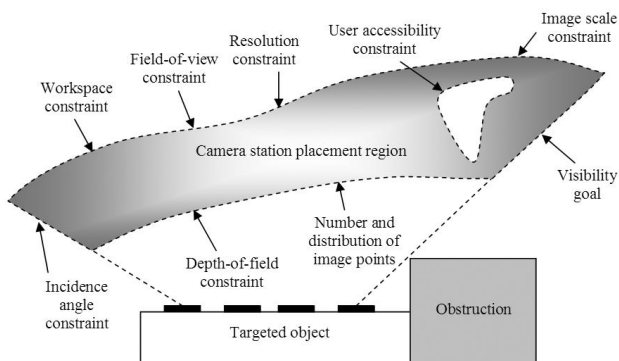 Image scale
constraint
User accessibility
constraint
Resolution
constraint
Field-of-view
constraint
Workspace
constraint
Camera station placement region
Visibility
goal
Number and
distribution of
image points
Depth-of-field
constraint
Incidence
angle
constraint
Obstruction
Targeted object